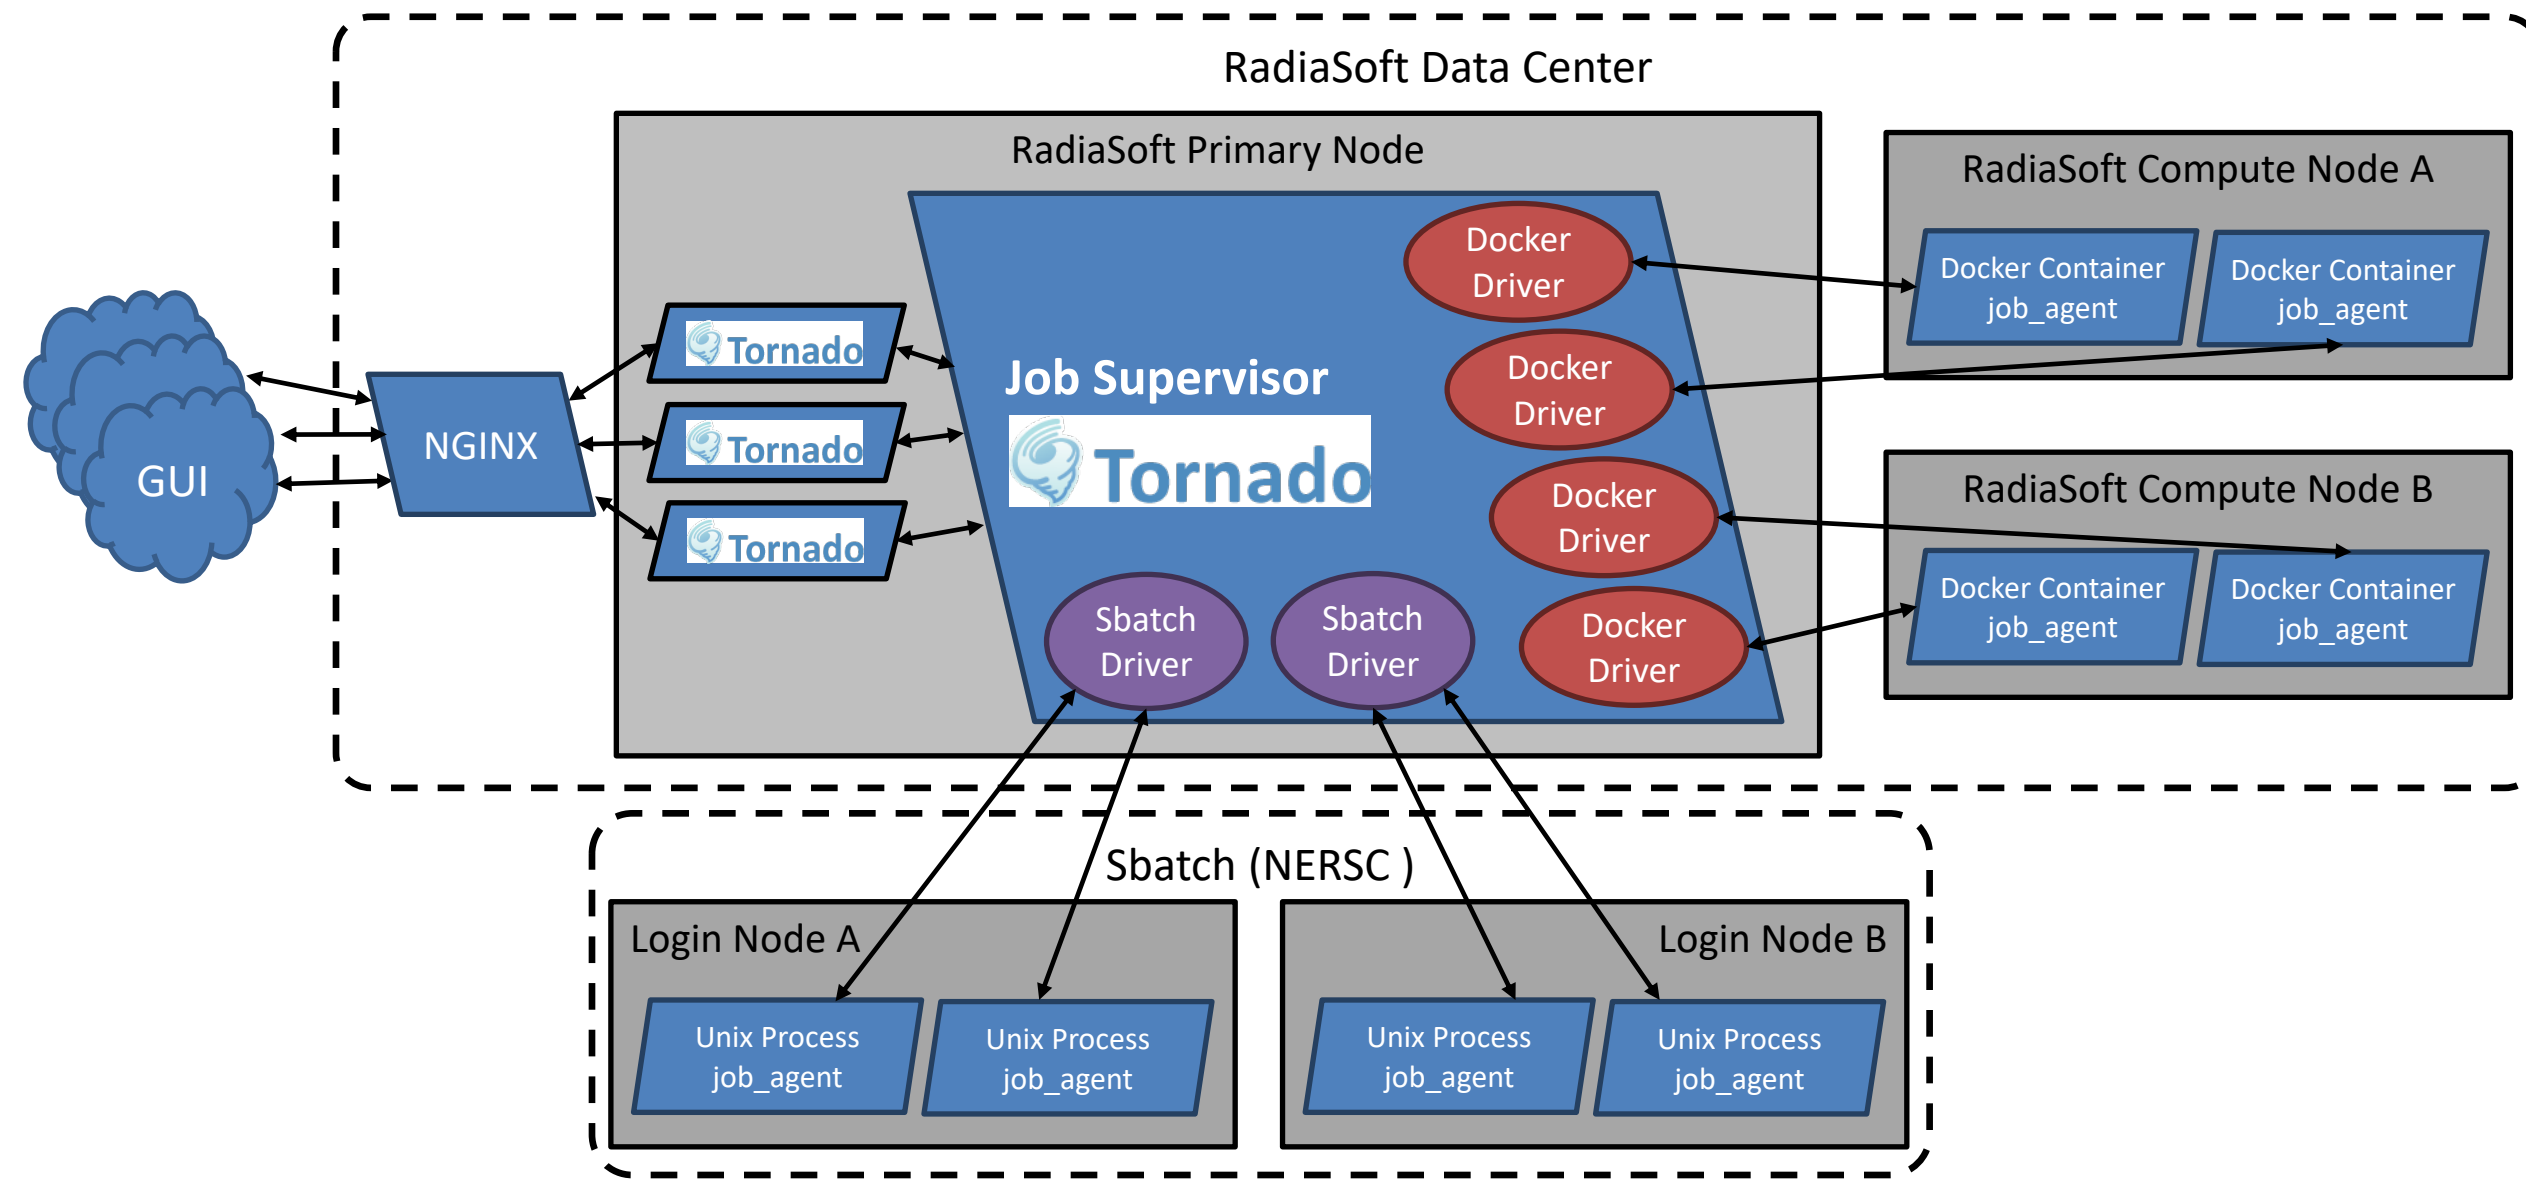 RadiaSoft Data Center
RadiaSoft Primary Node
GUI
NGINX
Tornado
Tornado
Tornado
Job Supervisor
Tornado
Docker
Driver
Docker
Driver
Docker
Driver
Docker
Driver
Sbatch
Driver
Sbatch
Driver
RadiaSoft Compute Node A
Docker Container
job_agent
Docker Container
job_agent
RadiaSoft Compute Node B
Docker Container
job_agent
Docker Container
job_agent
Sbatch (NERSC )
Login Node A
Unix Process
job_agent
Unix Process
job_agent
Login Node B
Unix Process
job_agent
Unix Process
job_agent